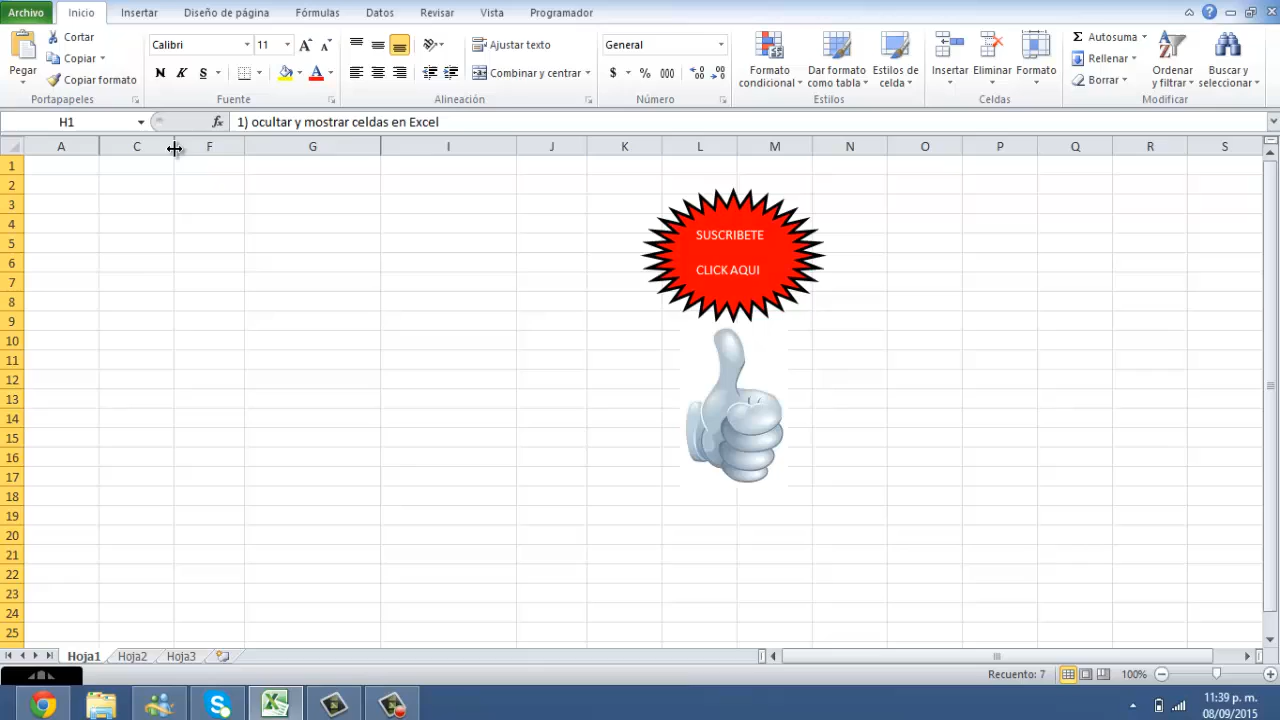 Archivo Inicio Insertar Diseño de página Fórmulas Datos Revisar Vista Programador
Pegar
Cortar
Copiar
Copiar formato
Portapapeles
Calibri 11
N K S
A A
A
Fuente
Ajustar texto
Combinar y centrar
Alineación
General
$ % 000
Número
Formato condicional
Dar formato como tabla
Estilos de celda
Estilos
Insertar
Eliminar
Formato
Celdas
Σ Autosuma
Rellenar
Borrar
Ordenar y filtrar
Buscar y seleccionar
Modificar
H1 fx 1) ocultar y mostrar celdas en Excel
A C F G I J K L M N O P Q R S
1
2
3
4
5
6
7
8
9
10
11
12
13
14
15
16
17
18
19
20
21
22
23
24
25
SUSCRIBETE
CLICK AQUI
Hoja1 Hoja2 Hoja3
Recuento: 7 100%
11:39 p. m.
08/09/2015